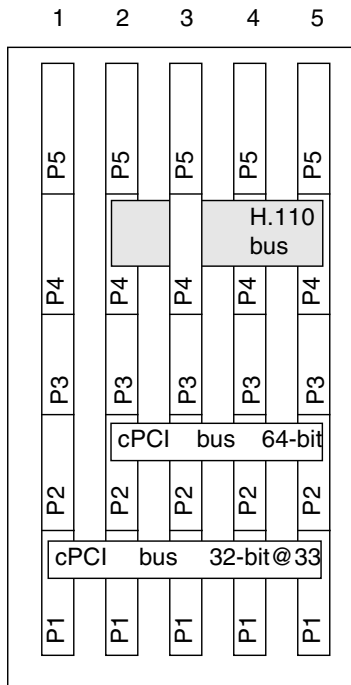 1 2 3 4 5
P5 P5 P5 P5 P5
H.110
bus
P4 P4 P4 P4 P4
P3 P3 P3 P3 P3
cPCI bus 64-bit
P2 P2 P2 P2 P2
cPCI bus 32-bit@33
P1 P1 P1 P1 P1